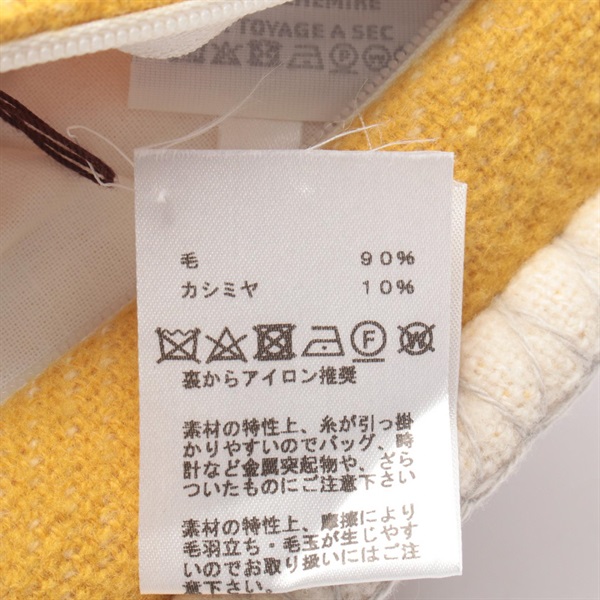 TOYAGE A SEC
毛 90%
カシミヤ 10%
F W
裏からアイロン推奨
素材の特性上、糸が引っ掛
かりやすいのでバッグ、時
計など金属突起物や、ざら
ついたものにご注意下さい
素材の特性上、摩擦により
毛羽立ち・毛玉が生じやす
いのでお取り扱いにはご注
意下さい。